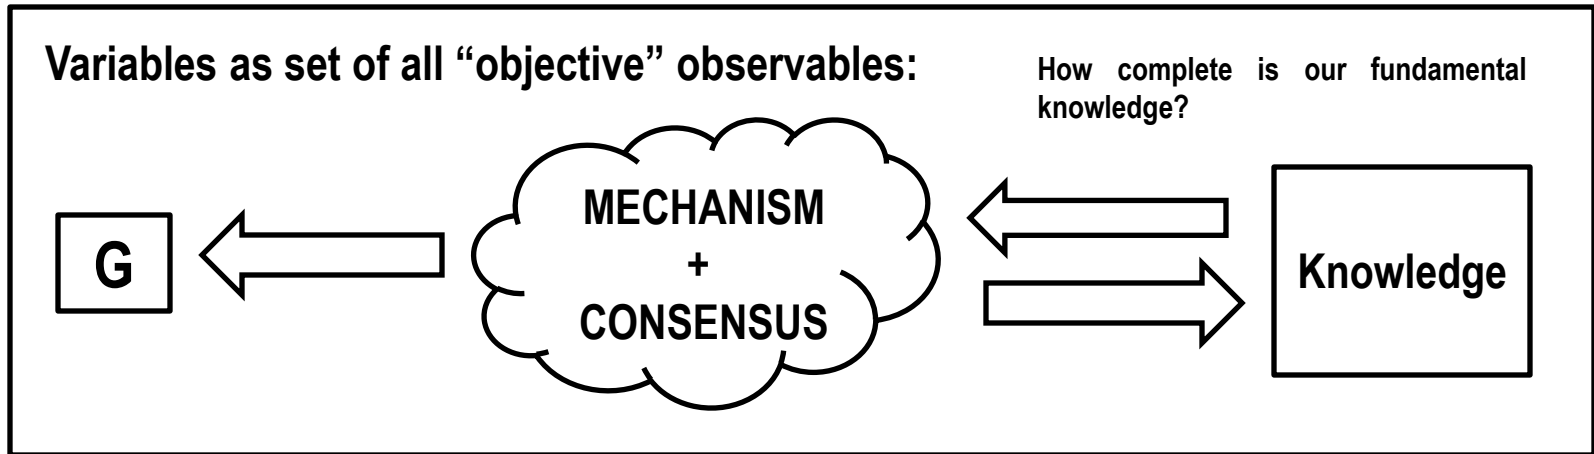 Variables as set of all “objective” observables:
How complete is our fundamental
knowledge?
G
MECHANISM
+
CONSENSUS
Knowledge